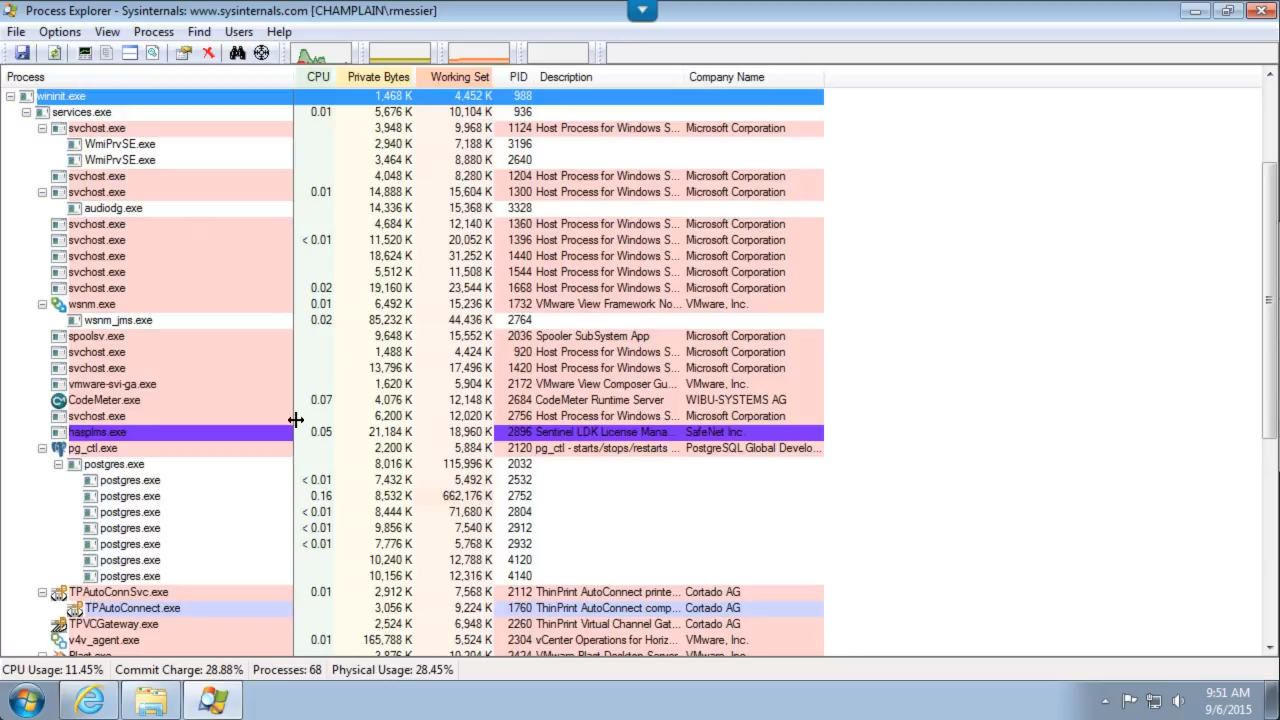 Process Explorer - Sysinternals: www.sysinternals.com [CHAMPLAIN\rmessier]
File Options View Process Find Users Help
Process CPU Private Bytes Working Set PID Description Company Name
wininit.exe 1,468 K 4,452 K 988
services.exe 0.01 5,676 K 10,104 K 936
svchost.exe 3,948 K 9,968 K 1124 Host Process for Windows S... Microsoft Corporation
WmiPrvSE.exe 2,940 K 7,188 K 3196
WmiPrvSE.exe 3,464 K 8,880 K 2640
svchost.exe 4,048 K 8,280 K 1204 Host Process for Windows S... Microsoft Corporation
svchost.exe 0.01 14,888 K 15,604 K 1300 Host Process for Windows S... Microsoft Corporation
audiodg.exe 14,336 K 15,368 K 3328
svchost.exe 4,684 K 12,140 K 1360 Host Process for Windows S... Microsoft Corporation
svchost.exe < 0.01 11,520 K 20,052 K 1396 Host Process for Windows S... Microsoft Corporation
svchost.exe 18,624 K 31,252 K 1440 Host Process for Windows S... Microsoft Corporation
svchost.exe 5,512 K 11,508 K 1544 Host Process for Windows S... Microsoft Corporation
svchost.exe 0.02 19,160 K 23,544 K 1668 Host Process for Windows S... Microsoft Corporation
wsnm.exe 0.01 6,492 K 15,236 K 1732 VMware View Framework No... VMware, Inc.
wsnm_jms.exe 0.02 85,232 K 44,436 K 2764
spoolsv.exe 9,648 K 15,552 K 2036 Spooler SubSystem App Microsoft Corporation
svchost.exe 1,488 K 4,424 K 920 Host Process for Windows S... Microsoft Corporation
svchost.exe 13,796 K 17,496 K 1420 Host Process for Windows S... Microsoft Corporation
vmware-svi-ga.exe 1,620 K 5,904 K 2172 VMware View Composer Gu... VMware, Inc.
CodeMeter.exe 0.07 4,076 K 12,148 K 2684 CodeMeter Runtime Server WIBU-SYSTEMS AG
svchost.exe 6,200 K 12,020 K 2756 Host Process for Windows S... Microsoft Corporation
hasplms.exe 0.05 21,184 K 18,960 K 2896 Sentinel LDK License Mana... SafeNet Inc.
pg_ctl.exe 2,200 K 5,884 K 2120 pg_ctl - starts/stops/restarts ... PostgreSQL Global Develo...
postgres.exe 8,016 K 115,996 K 2032
postgres.exe < 0.01 7,432 K 5,492 K 2532
postgres.exe 0.16 8,532 K 662,176 K 2752
postgres.exe < 0.01 8,444 K 71,680 K 2804
postgres.exe < 0.01 9,856 K 7,540 K 2912
postgres.exe < 0.01 7,776 K 5,768 K 2932
postgres.exe 10,240 K 12,788 K 4120
postgres.exe 10,156 K 12,316 K 4140
TPAutoConnSvc.exe 0.01 2,912 K 7,568 K 2112 ThinPrint AutoConnect printe... Cortado AG
TPAutoConnect.exe 3,056 K 9,224 K 1760 ThinPrint AutoConnect comp... Cortado AG
TPVCGateway.exe 2,524 K 6,948 K 2260 ThinPrint Virtual Channel Gat... Cortado AG
v4v_agent.exe 0.01 165,788 K 5,524 K 2304 vCenter Operations for Horiz... VMware, Inc.
CPU Usage: 11.45% Commit Charge: 28.88% Processes: 68 Physical Usage: 28.45%
9:51 AM
9/6/2015